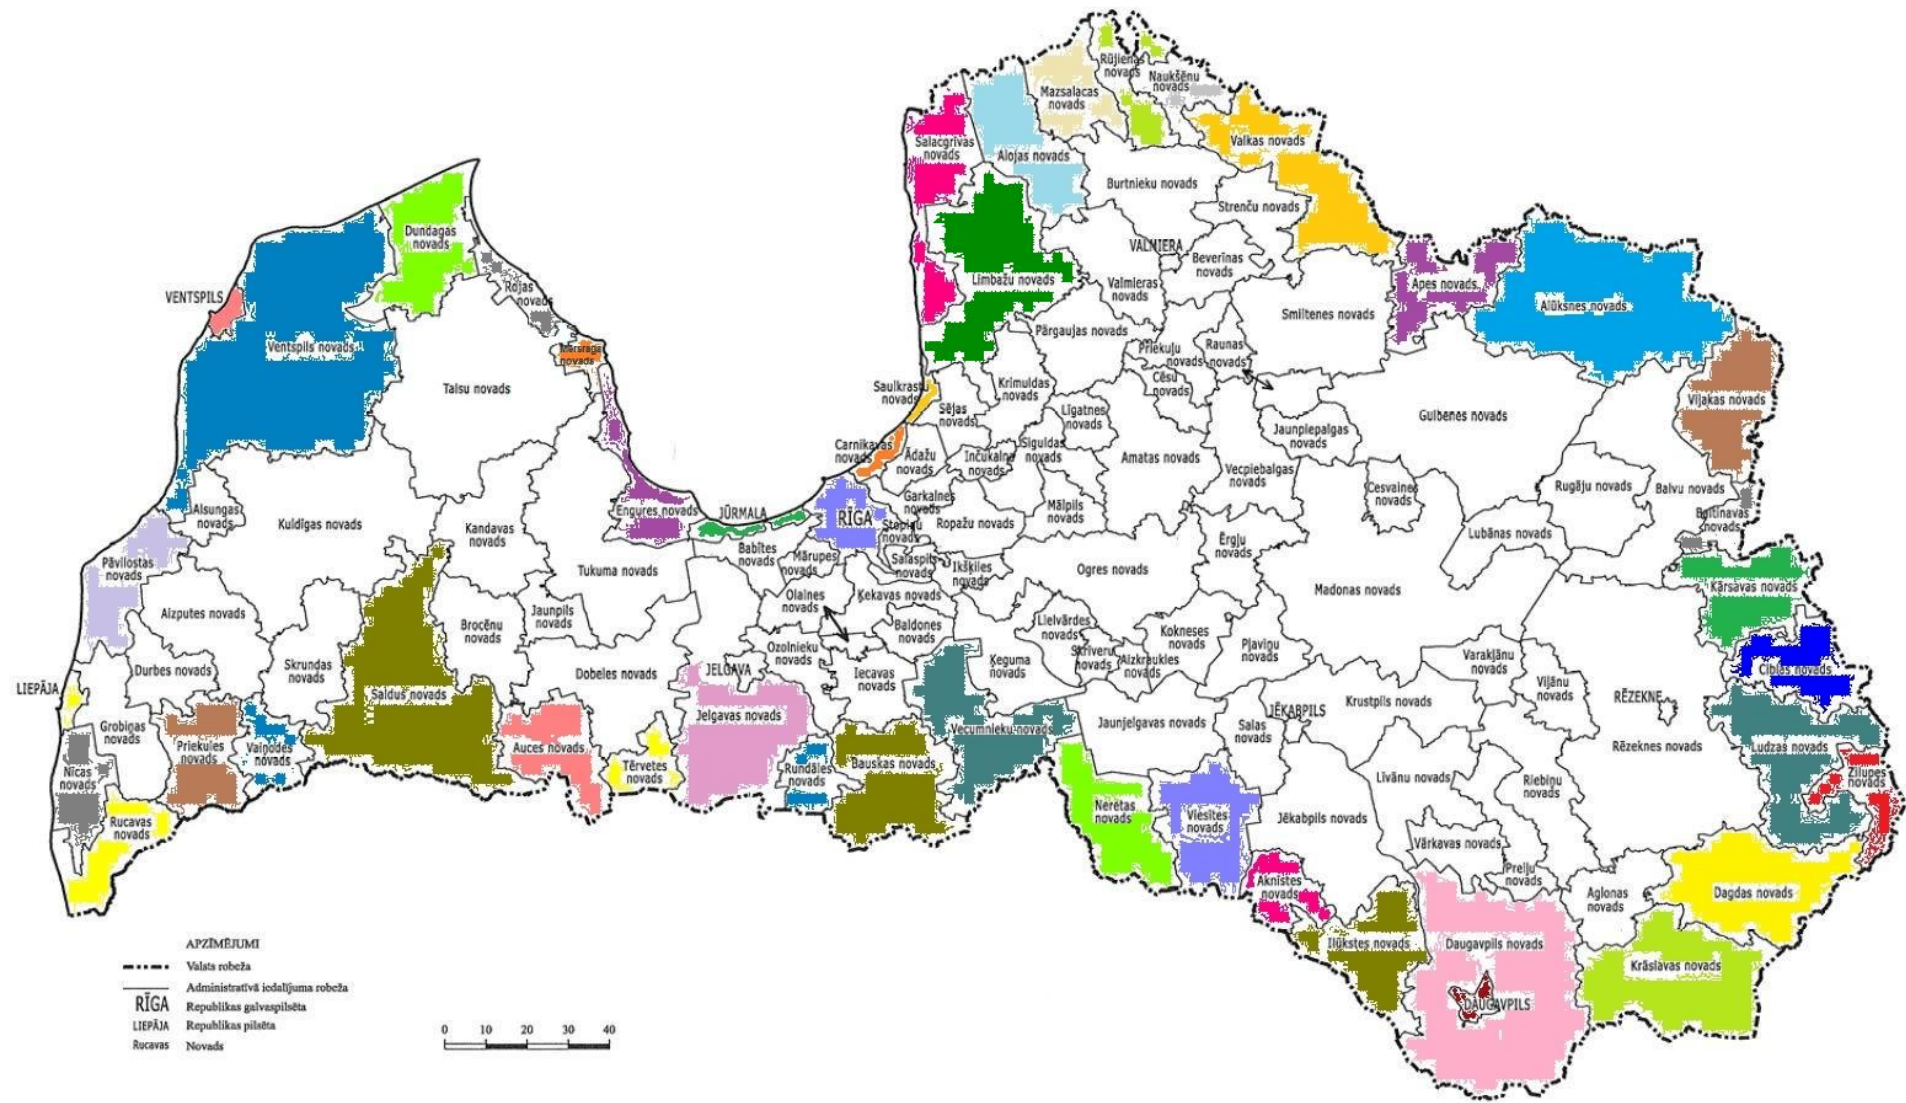 Rūjienas
novads
Naukšēnu
novads
Mazsalacas
novads
Valkas novads
Salacgrīvas
novads
Alojas novads
Burtnieku novads
Strenču novads
Dundagas
novads
VALMIERA
Beverīnas
novads
Limbažu novads
Valmieras
novads
Apes novads
Alūksnes novads
VENTSPILS
Rojas
novads
Smiltenes novads
Pārgaujas novads
Ventspils novads
Mērsraga
novads
Priekuļu
novads
Raunas
novads
Talsu novads
Saulkrastu
novads
Krimuldas
novads
Cēsu
novads
Viļakas novads
Sējas
novads
Līgatnes
novads
Gulbenes novads
Jaunpiebalgas
novads
Carnikavas
novads
Ādažu
novads
Inčukalna
novads
Siguldas
novads
Amatas novads
Vecpiebalgas
novads
Cesvaines
novads
Rugāju novads
Balvu novads
Alsungas
novads
Kuldīgas novads
Kandavas
novads
Engures novads
JŪRMALA
RĪGA
Garkalnes
novads
Stopiņu
novads
Ropažu novads
Mālpils
novads
Baltinavas
novads
Lubānas novads
Ērgļu
novads
Pāvilostas
novads
Tukuma novads
Babītes
novads
Mārupes
novads
Salaspils
novads
Ikšķiles
novads
Ogres novads
Madonas novads
Kārsavas novads
Aizputes novads
Brocēnu
novads
Jaunpils
novads
Olaines
novads
Ķekavas novads
Baldones
novads
Lielvārdes
novads
Kokneses
novads
Pļaviņu
novads
Skrīveru
novads
Aizkraukles
novads
Ozolnieku
novads
Ķeguma
novads
Varakļānu
novads
Ciblas novads
Durbes novads
Skrundas
novads
Dobeles novads
JELGAVA
Iecavas
novads
Viļānu
novads
RĒZEKNE
LIEPĀJA
Saldus novads
Jelgavas novads
Krustpils novads
JĒKABPILS
Grobiņas
novads
Vecumnieku novads
Jaunjelgavas novads
Salas
novads
Rēzeknes novads
Ludzas novads
Priekules
novads
Vaiņodes
novads
Auces novads
Tērvetes
novads
Rundāles
novads
Bauskas novads
Nīcas
novads
Līvānu novads
Riebiņu
novads
Zilupes
novads
Rucavas
novads
Neretas
novads
Viesītes
novads
Jēkabpils novads
Vārkavas novads
Preiļu
novads
Aknīstes
novads
Aglonas
novads
Dagdas novads
Ilūkstes novads
Daugavpils novads
Krāslavas novads
DAUGAVPILS
APZĪMĒJUMI
Valsts robeža
Administratīvā iedalījuma robeža
RĪGA Republikas galvaspilsēta
LIEPĀJA Republikas pilsēta
Rucavas Novads
0 10 20 30 40